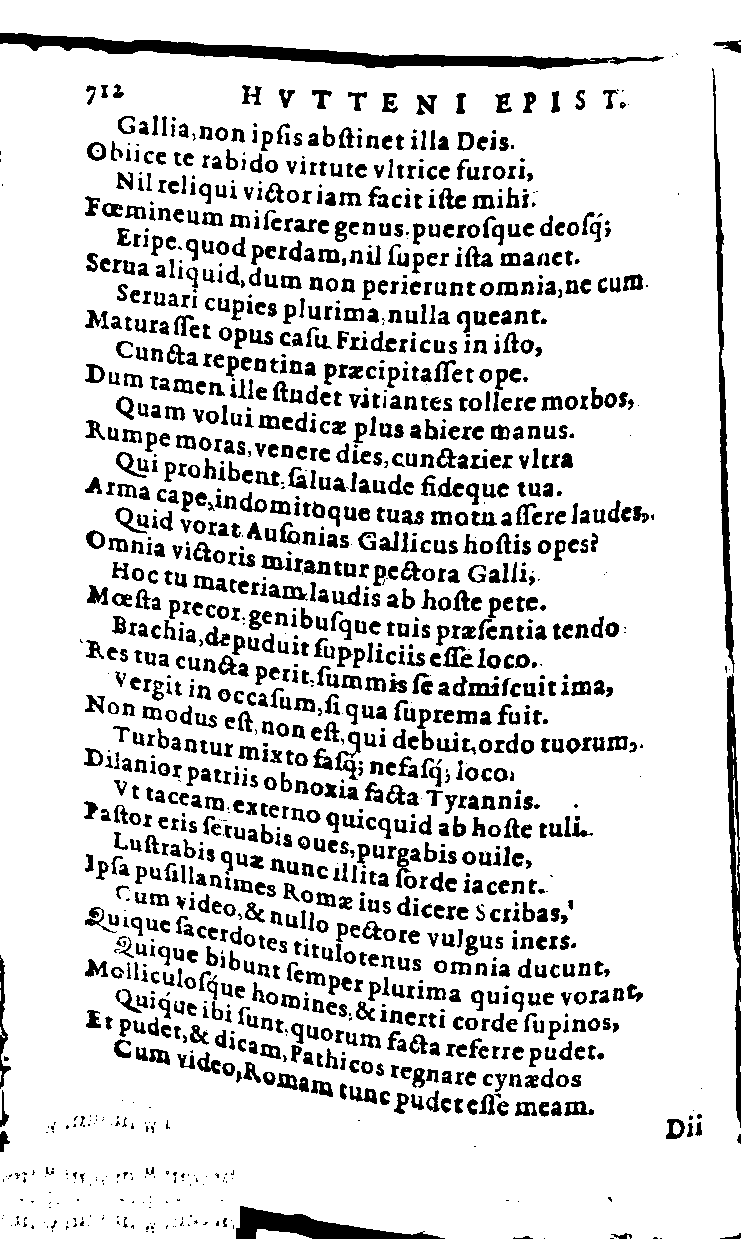 712 HVTTENI EPIST.
Gallia, non ipſis abſtinet illa Deis.
Obiice te rabido virtute vltrice furori,
Nil reliqui victoriam facit iſte mihi.
Fœmineum miſerare genus. pueroſque deoſq́;
Eripe. quod perdam, nil ſuper iſta manet.
Serua aliquid, dum non perierunt omnia, ne cum
Seruari cupies plurima, nulla queant.
Maturaſſet opus caſu Fridericus in iſto,
Cuncta repentina præcipitaſſet ope.
Dum tamen ille ſtudet vitiantes tollere morbos,
Quam volui medicæ plus abiere manus.
Rumpe moras, venere dies, cunctarier vltra
Qui prohibent, ſalua laude fideque tua.
Arma cape, indomitoque tuas motu aſſere laudes,
Quid vorat Auſonias Gallicus hoſtis opes?
Omnia victoris mirantur pectora Galli,
Hoc tu materiam laudis ab hoſte pete.
Mœſta precor, genibuſque tuis præſentia tendo
Brachia, depuduit ſuppliciis eſſe loco.
Res tua cuncta perit, ſummis ſe admiſcuit ima,
Vergit in occaſum, ſi qua ſuprema fuit.
Non modus eſt, non eſt, qui debuit, ordo tuorum,
Turbantur mixto faſq́; nefaſq́; loco,
Dilanior patriis obnoxia facta Tyrannis.
Vt taceam, externo quicquid ab hoſte tuli.
Paſtor eris ſeruabis oues, purgabis ouile,
Luſtrabis quæ nunc illita ſorde iacent.
Ipſa puſillanimes Romæ ius dicere Scribas,
Cum video, & nullo pectore vulgus iners.
Quique ſacerdotes titulotenus omnia ducunt,
Quique bibunt ſemper plurima quique vorant,
Molliculoſq́ue homines, & inerti corde ſupinos,
Quique ibi ſunt, quorum facta referre pudet.
Et pudet, & dicam, Pathicos regnare cynædos
Cum video, Romam tunc pudet eſſe meam.
Dii